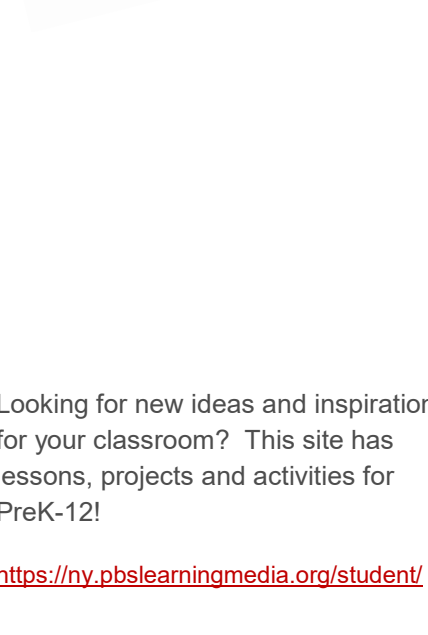 Looking for new ideas and inspiration
for your classroom?  This site has
lessons, projects and activities for
PreK-12!
https://ny.pbslearningmedia.org/student/